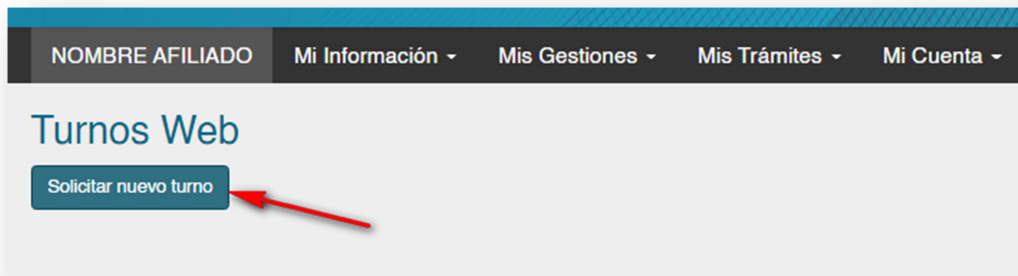 NOMBRE AFILIADO Mi Información Mis Gestiones Mis Trámites Mi Cuenta
Turnos Web
Solicitar nuevo turno